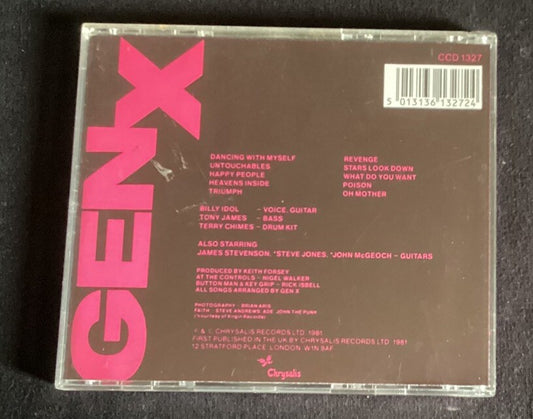 GENX
CCD 1327
5 013136 132724
DANCING WITH MYSELF
UNTOUCHABLES
HAPPY PEOPLE
HEAVENS INSIDE
TRIUMPH
REVENGE
STARS LOOK DOWN
WHAT DO YOU WANT
POISON
OH MOTHER
BILLY IDOL – VOICE, GUITAR
TONY JAMES – BASS
TERRY CHIMES – DRUM KIT
ALSO STARRING
JAMES STEVENSON, *STEVE JONES, *JOHN McGEOCH – GUITARS
PRODUCED BY KEITH FORSEY
AT THE CONTROLS – NIGEL WALKER
BUTTON MAN & KEY GRIP – RICK ISBELL
ALL SONGS ARRANGED BY GEN X
PHOTOGRAPHY – BRIAN ARIS
FAITH STEVE ANDREWS: ADE JOHN THE PUNK
(*courtesy of Virgin Records)
℗ & © CHRYSALIS RECORDS LTD. 1981
FIRST PUBLISHED IN THE UK BY CHRYSALIS RECORDS LTD 1981
12 STRATFORD PLACE, LONDON W1N 9AF
Chrysalis